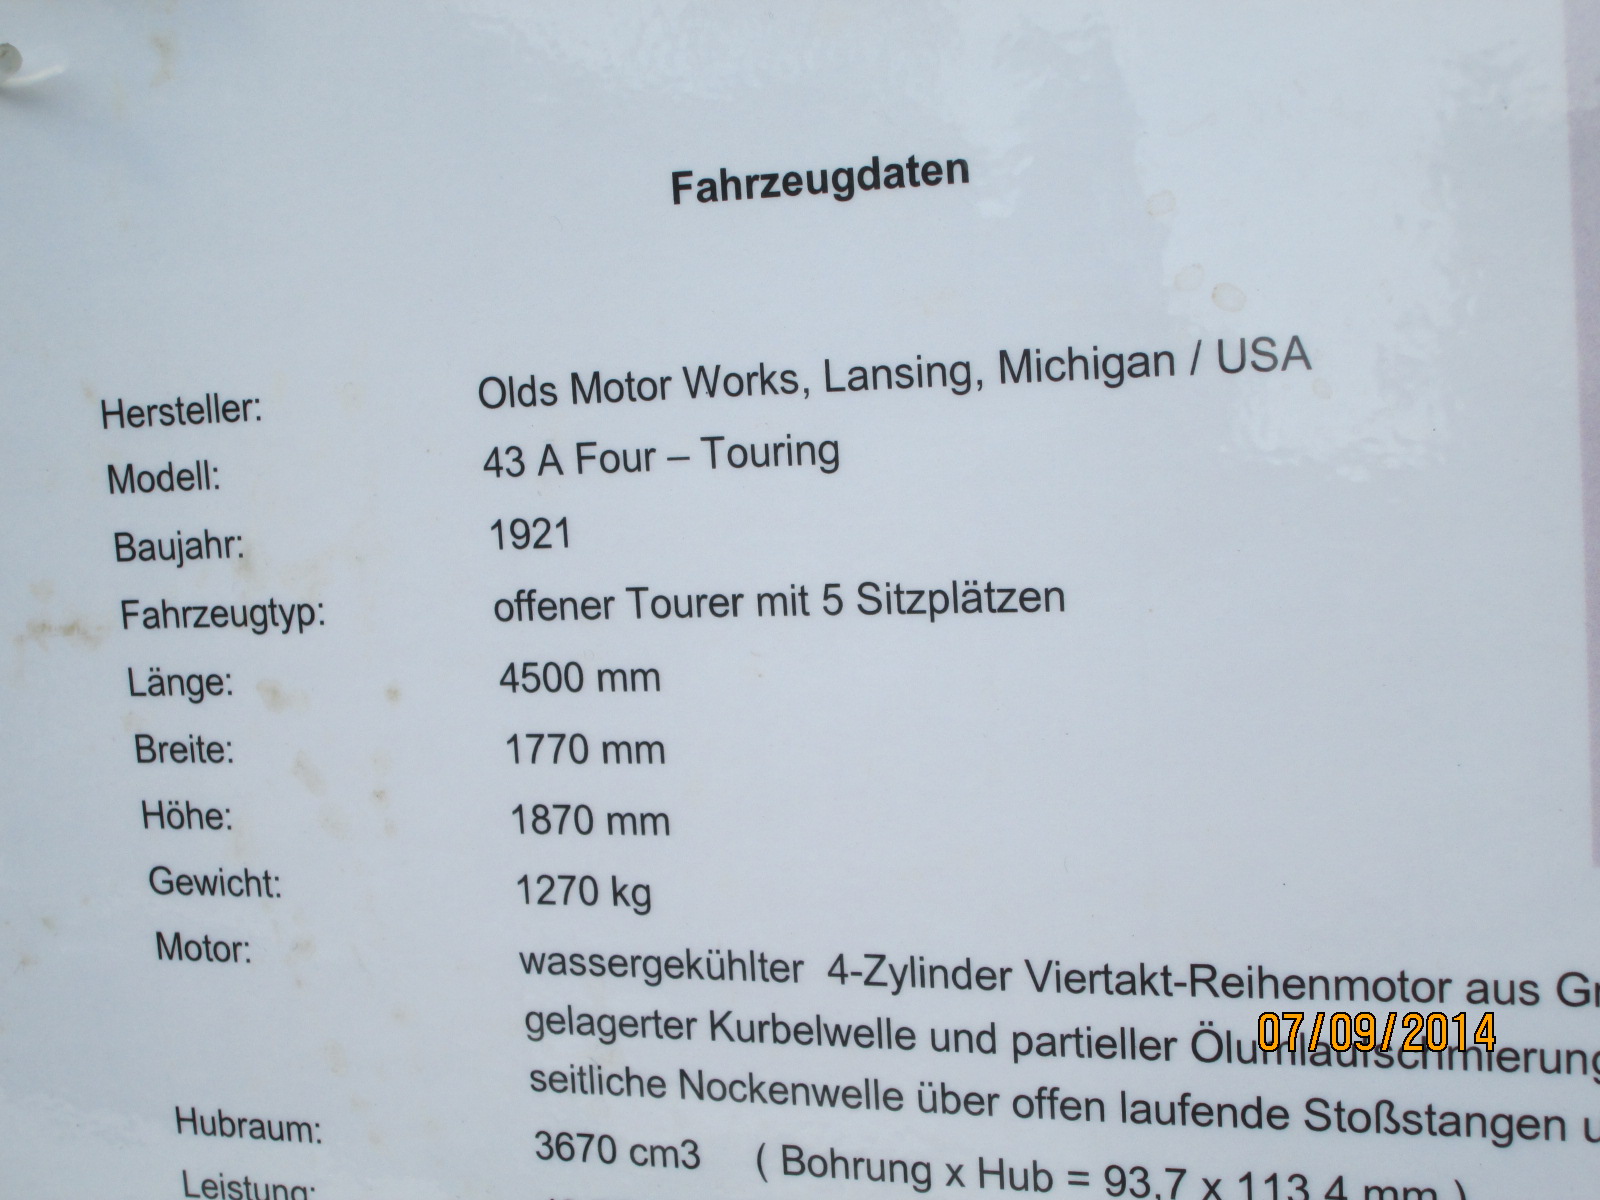 Fahrzeugdaten
Hersteller: Olds Motor Works, Lansing, Michigan / USA
Modell: 43 A Four – Touring
Baujahr: 1921
Fahrzeugtyp: offener Tourer mit 5 Sitzplätzen
Länge: 4500 mm
Breite: 1770 mm
Höhe: 1870 mm
Gewicht: 1270 kg
Motor: wassergekühlter 4-Zylinder Viertakt-Reihenmotor aus
gelagerter Kurbelwelle und partieller Ölumlaufschmierung
seitliche Nockenwelle über offen laufende Stoßstangen
Hubraum: 3670 cm3 ( Bohrung x Hub = 93,7 x 113,4 mm )
Leistung:
07/09/2014